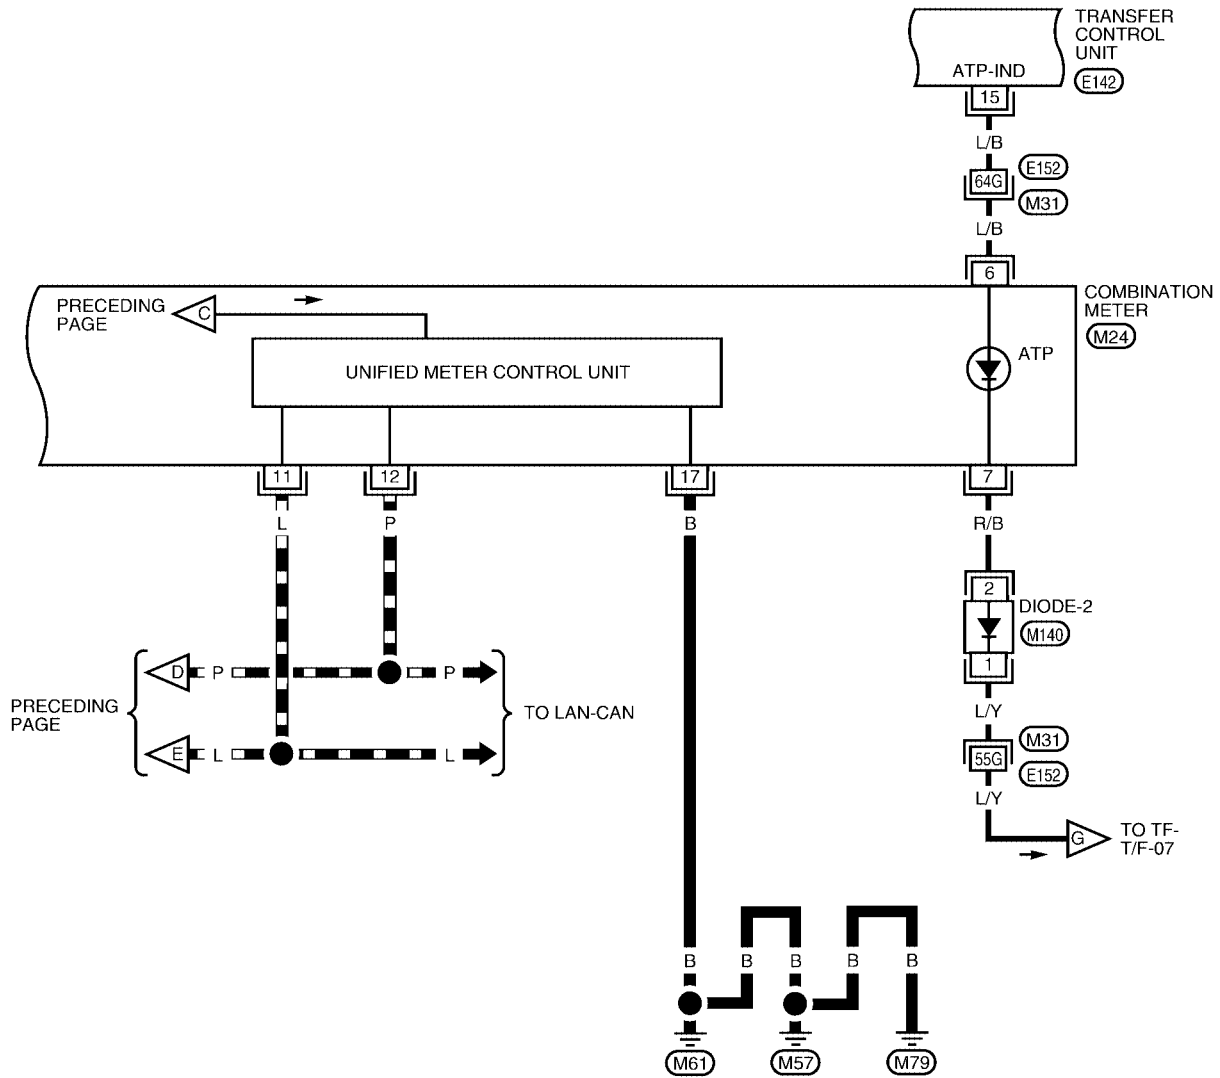 TRANSFER
CONTROL
UNIT
E142
ATP-IND
15
L/B
64G
E152
M31
L/B
6
COMBINATION
METER
M24
PRECEDING
PAGE
C
UNIFIED METER CONTROL UNIT
ATP
11
12
17
7
L
P
B
R/B
2
DIODE-2
M140
1
L/Y
M31
55G
E152
L/Y
G
TO TF-
T/F-07
PRECEDING
PAGE
D
P
P
E
L
L
TO LAN-CAN
B
B
B
B
B
M61
M57
M79